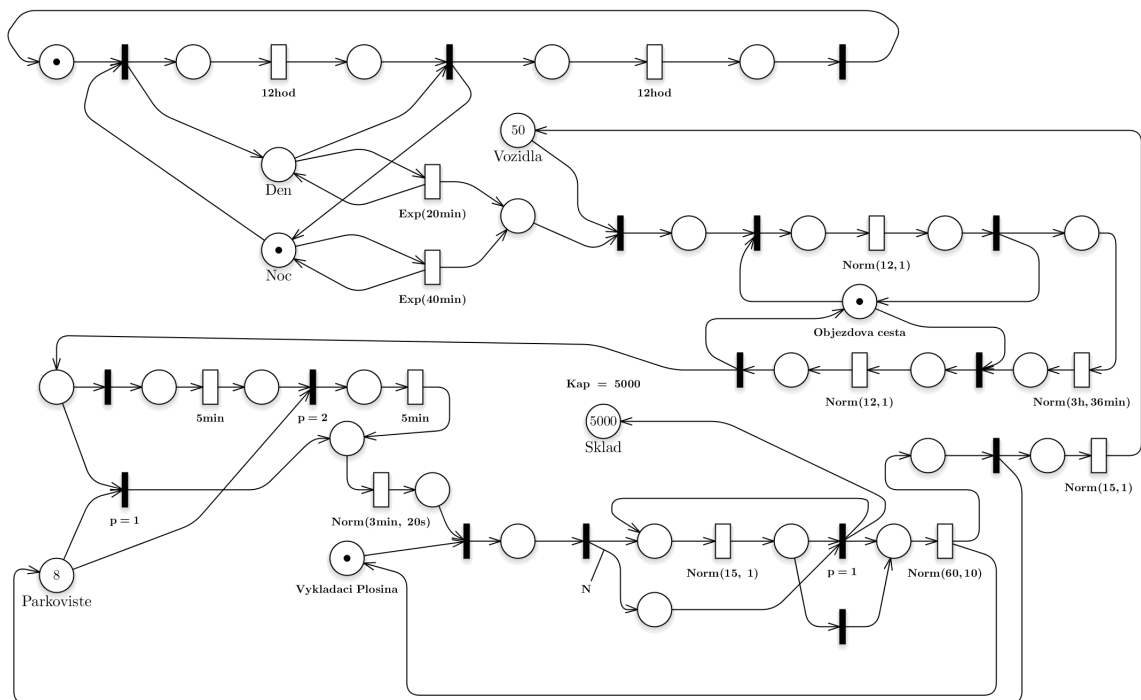 12hod
12hod
50
Vozidla
Den
Exp(20min)
Noc
Exp(40min)
Norm(12,1)
Objezdova cesta
Kap = 5000
Norm(12,1)
Norm(3h, 36min)
5min
p = 2
5min
5000
Sklad
p = 1
Norm(3min, 20s)
Norm(15,1)
8
Parkoviste
Vykladaci Plosina
N
Norm(15, 1)
p = 1
Norm(60,10)